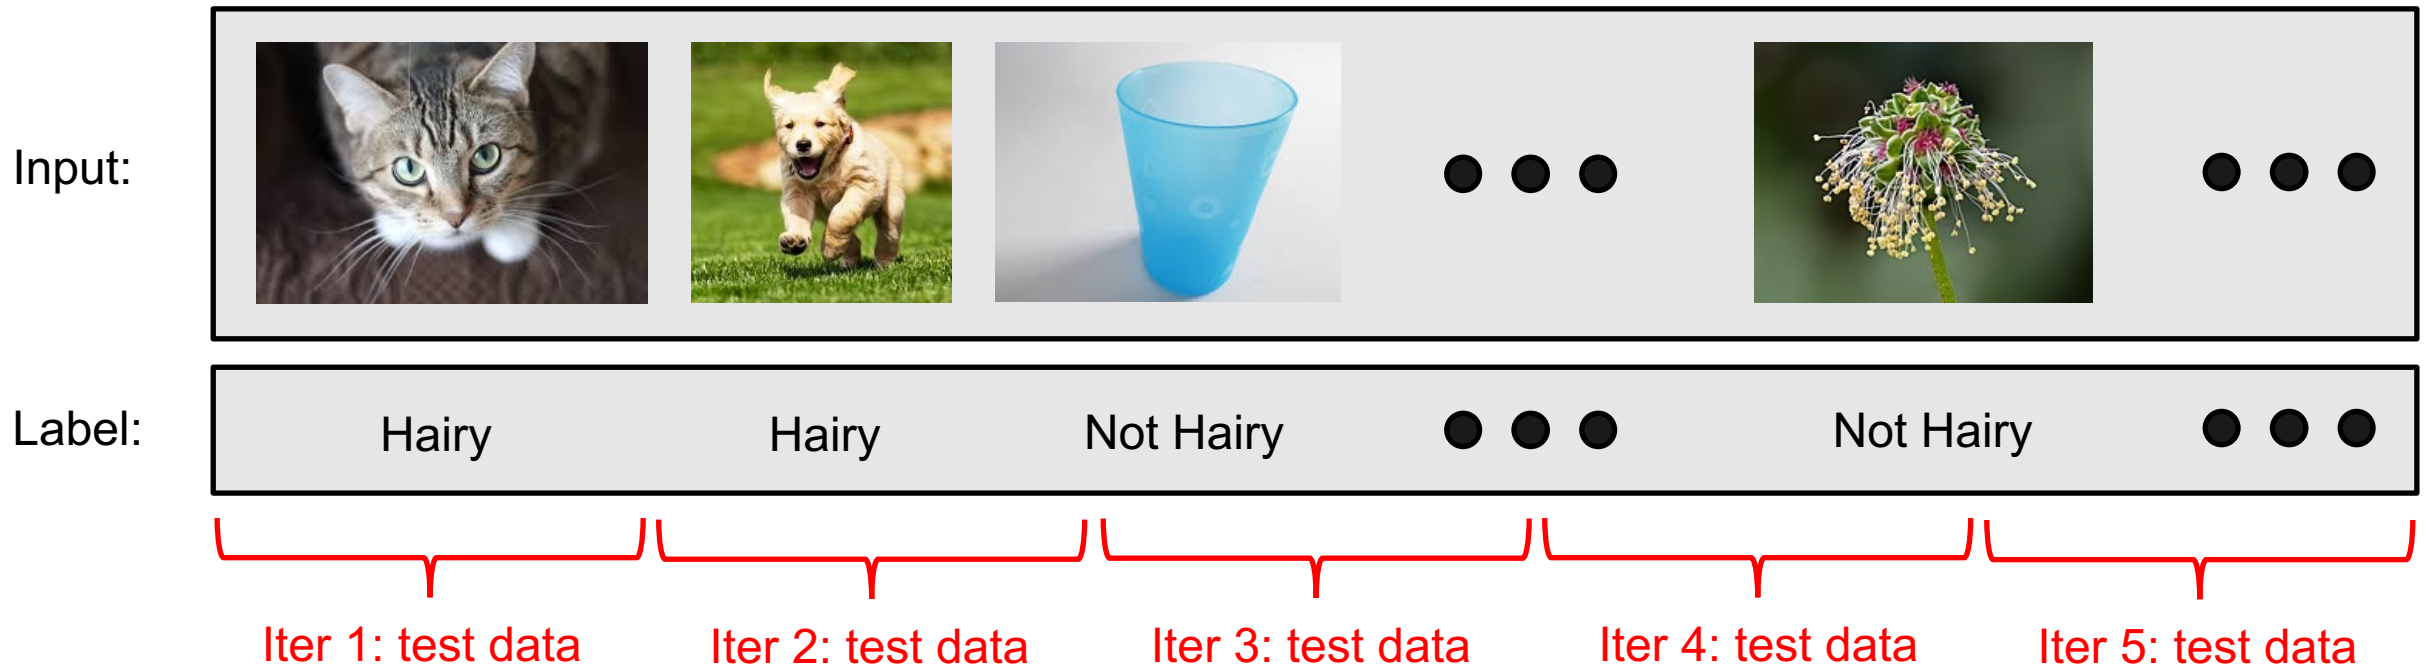 Input:
Label:
Hairy
Hairy
Not Hairy
Not Hairy
Iter 1: test data
Iter 2: test data
Iter 3: test data
Iter 4: test data
Iter 5: test data